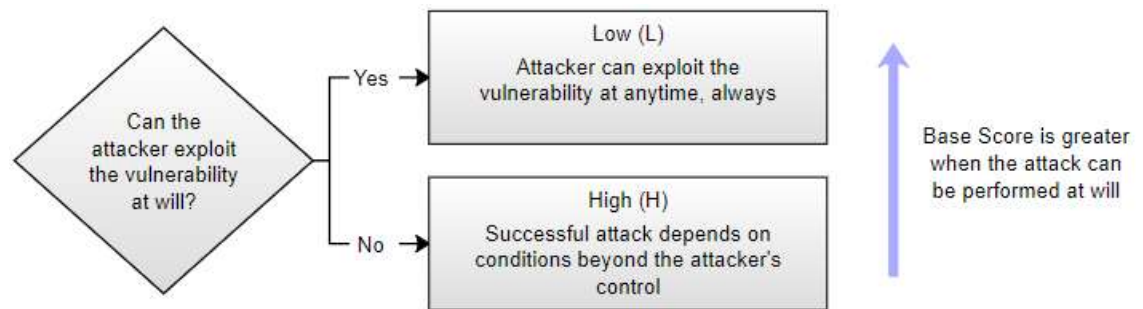 Can the
attacker exploit
the vulnerability
at will?
Yes
Low (L)
Attacker can exploit the
vulnerability at anytime, always
No
High (H)
Successful attack depends on
conditions beyond the attacker's
control
Base Score is greater
when the attack can
be performed at will